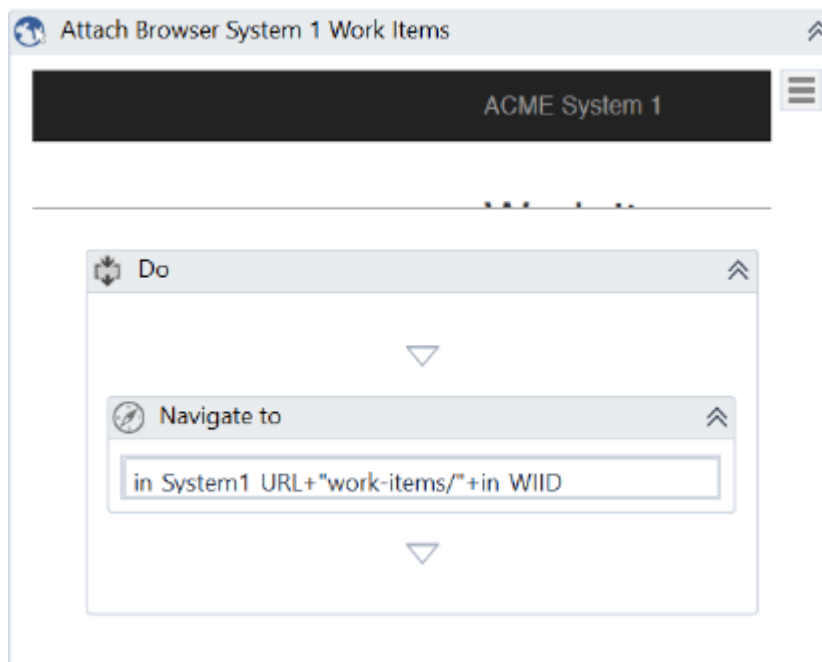 Attach Browser System 1 Work Items
ACME System 1
Do
Navigate to
in System1 URL+"work-items/"+in WIID